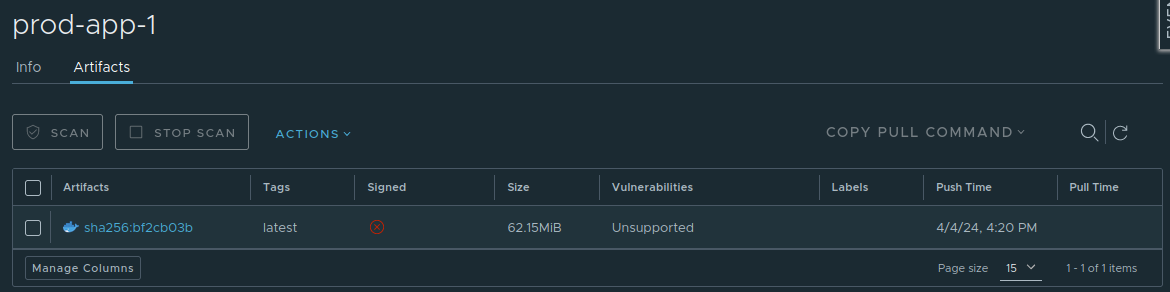 prod-app-1
Info Artifacts
SCAN STOP SCAN ACTIONS COPY PULL COMMAND
Artifacts Tags Signed Size Vulnerabilities Labels Push Time Pull Time
sha256:bf2cb03b latest 62.15MiB Unsupported 4/4/24, 4:20 PM
Manage Columns Page size 15 1 - 1 of 1 items